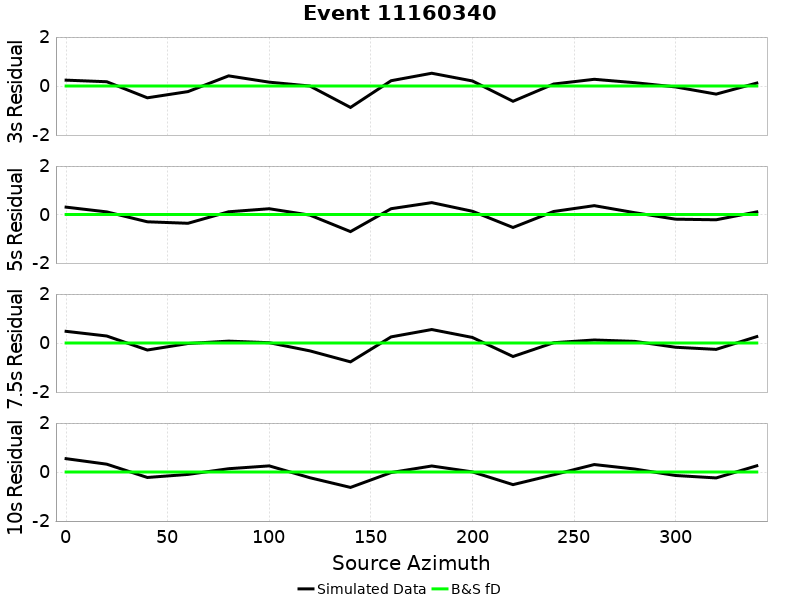 Event 11160340
3s Residual
2
0
-2
5s Residual
2
0
-2
7.5s Residual
2
0
-2
10s Residual
2
0
-2
0 50 100 150 200 250 300
Source Azimuth
Simulated Data B&S fD